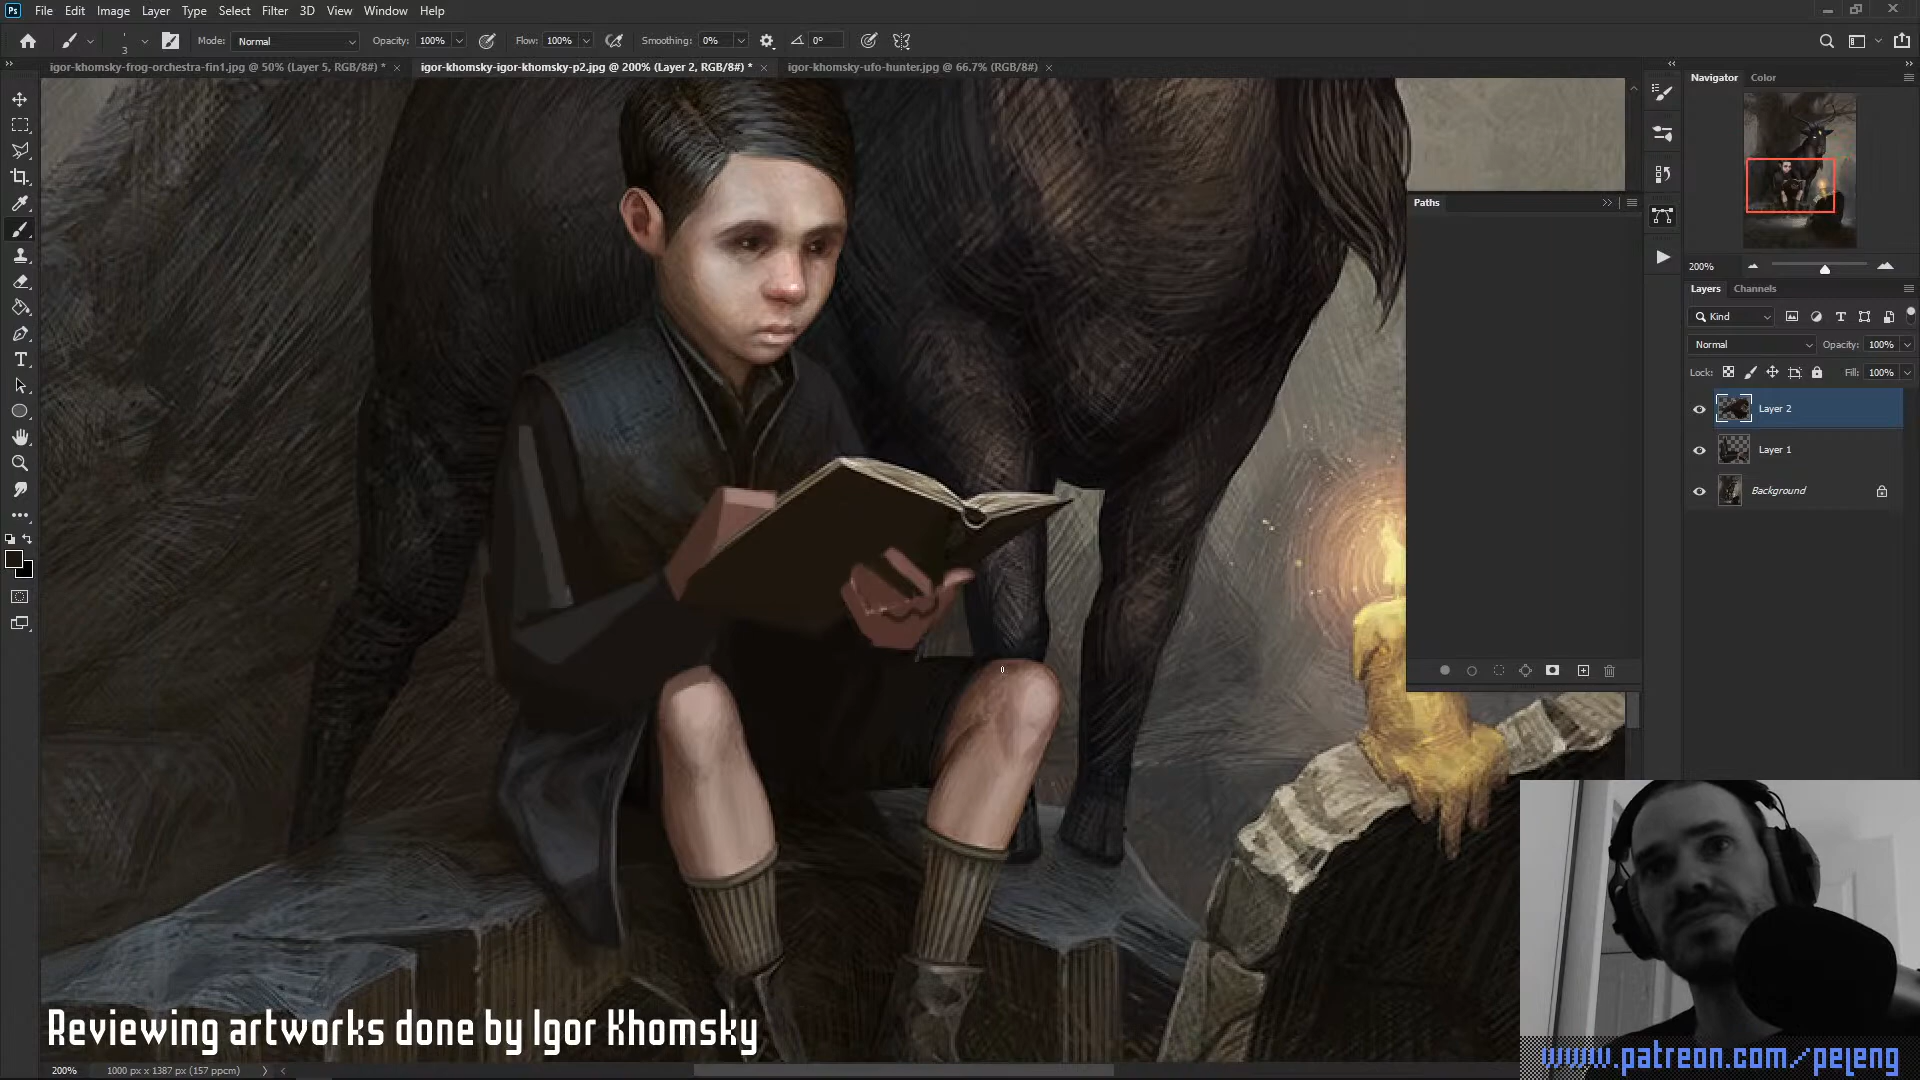 Ps File Edit Image Layer Type Select Filter 3D View Window Help
3 Mode: Normal Opacity: 100% Flow: 100% Smoothing: 0% 0°
igor-khomsky-frog-orchestra-fin1.jpg @ 50% (Layer 5, RGB/8#) * × igor-khomsky-igor-khomsky-p2.jpg @ 200% (Layer 2, RGB/8#) * × igor-khomsky-ufo-hunter.jpg @ 66.7% (RGB/8#) ×
Navigator Color
Paths
200%
Layers Channels
Kind
Normal Opacity: 100%
Lock: Fill: 100%
Layer 2
Layer 1
Background
Reviewing artworks done by Igor Khomsky
www.patreon.com/peleng
200% 1000 px x 1387 px (157 ppcm)